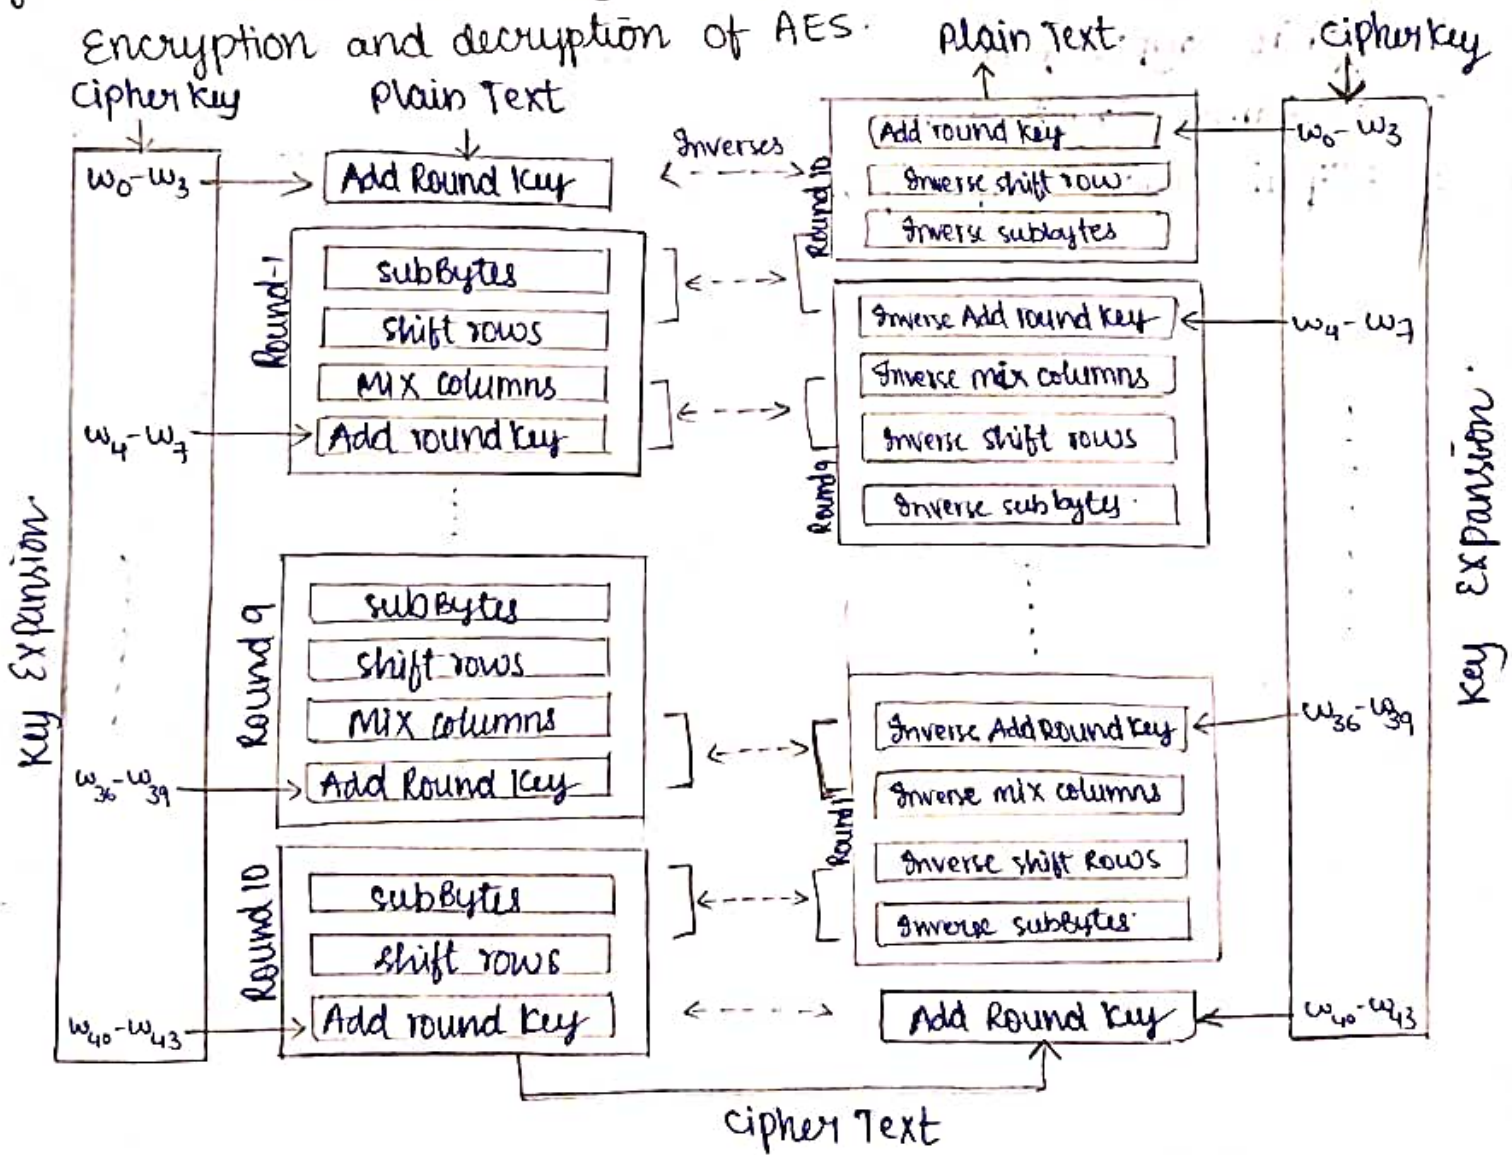 Encryption and decryption of AES.
Cipher Key
Plain Text
w0-w3
Add Round Key
Round-1
subBytes
shift rows
Mix columns
w4-w7
Add round key
Key Expansion
Round 9
subBytes
shift rows
Mix columns
w36-w39
Add Round Key
Round 10
subBytes
shift rows
w40-w43
Add round key
Inverses
Plain Text
Cipher key
Round 10
Add round key
w0-w3
Inverse shift row
Inverse subbytes
Round 9
Inverse Add round key
w4-w7
Inverse mix columns
Inverse shift rows
Inverse subbytes
Round 1
Inverse Add Round Key
w36-w39
Inverse mix columns
Inverse shift Rows
Inverse subBytes
Add Round Key
w40-w43
Key Expansion
Cipher Text